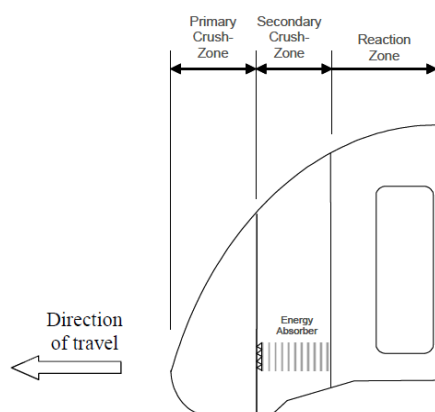 Primary
Crush-
Zone
Secondary
Crush-
Zone
Reaction
Zone
Energy
Absorber
Direction
of travel